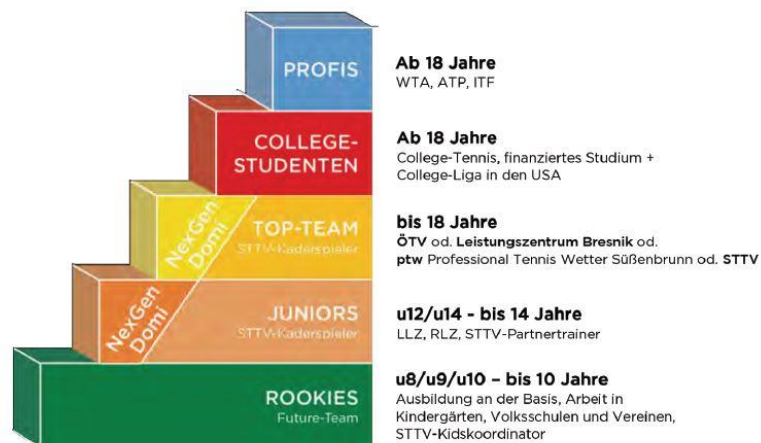 PROFIS
Ab 18 Jahre
WTA, ATP, ITF
COLLEGE-
STUDENTEN
Ab 18 Jahre
College-Tennis, finanziertes Studium +
College-Liga in den USA
NexGen
Domi
TOP-TEAM
STTV-Kaderspieler
bis 18 Jahre
ÖTV od. Leistungszentrum Bresnik od.
ptw Professional Tennis Wetter Süßenbrunn od. STTV
NexGen
Domi
JUNIORS
STTV-Kaderspieler
u12/u14 - bis 14 Jahre
LLZ, RLZ, STTV-Partnertrainer
ROOKIES
Future-Team
u8/u9/u10 – bis 10 Jahre
Ausbildung an der Basis, Arbeit in
Kindergärten, Volksschulen und Vereinen,
STTV-Kidskoordinator